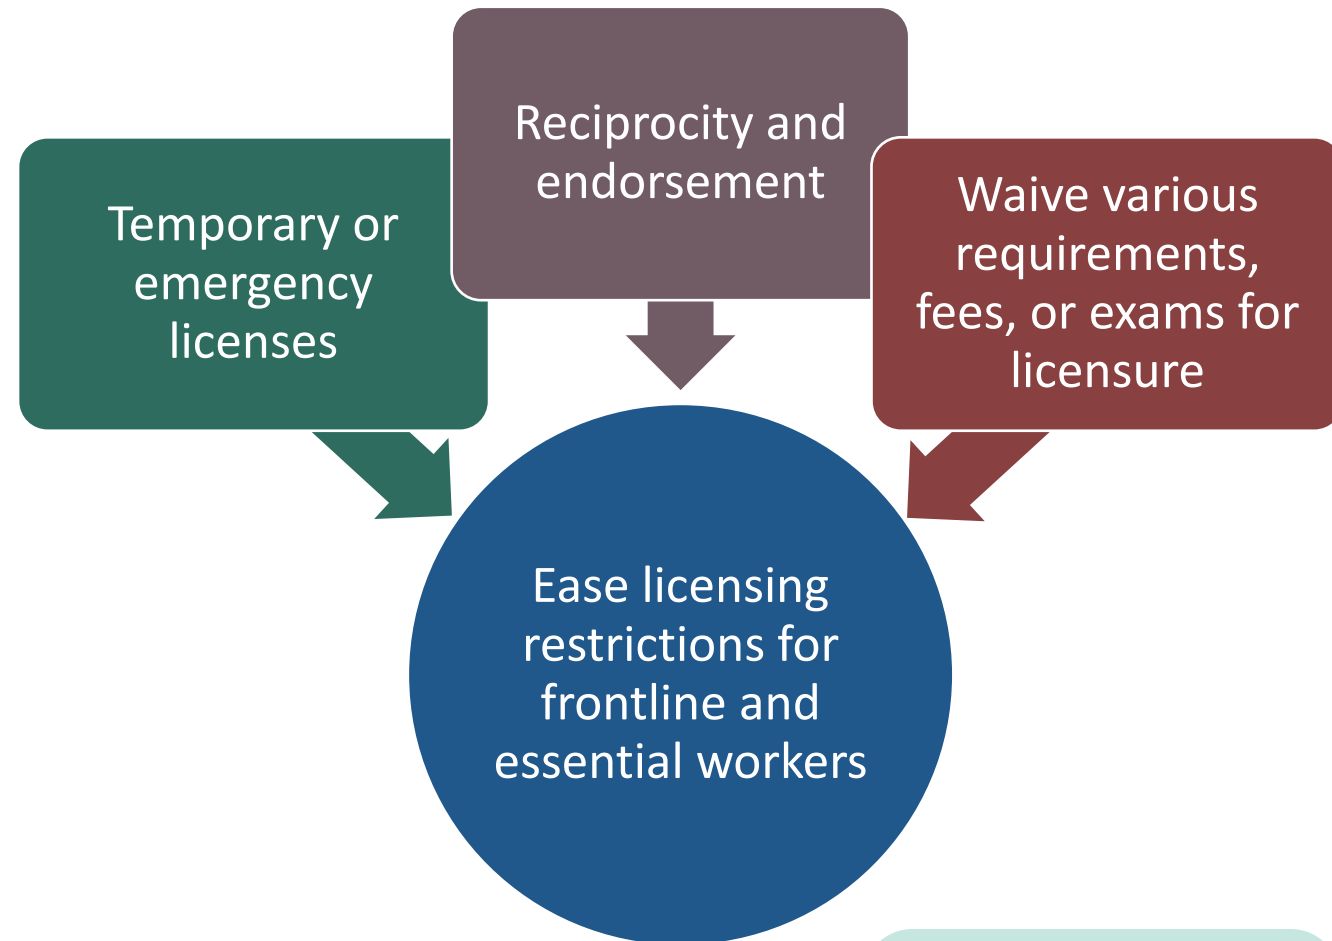 Temporary or
emergency
licenses
Reciprocity and
endorsement
Waive various
requirements,
fees, or exams for
licensure
Ease licensing
restrictions for
frontline and
essential workers